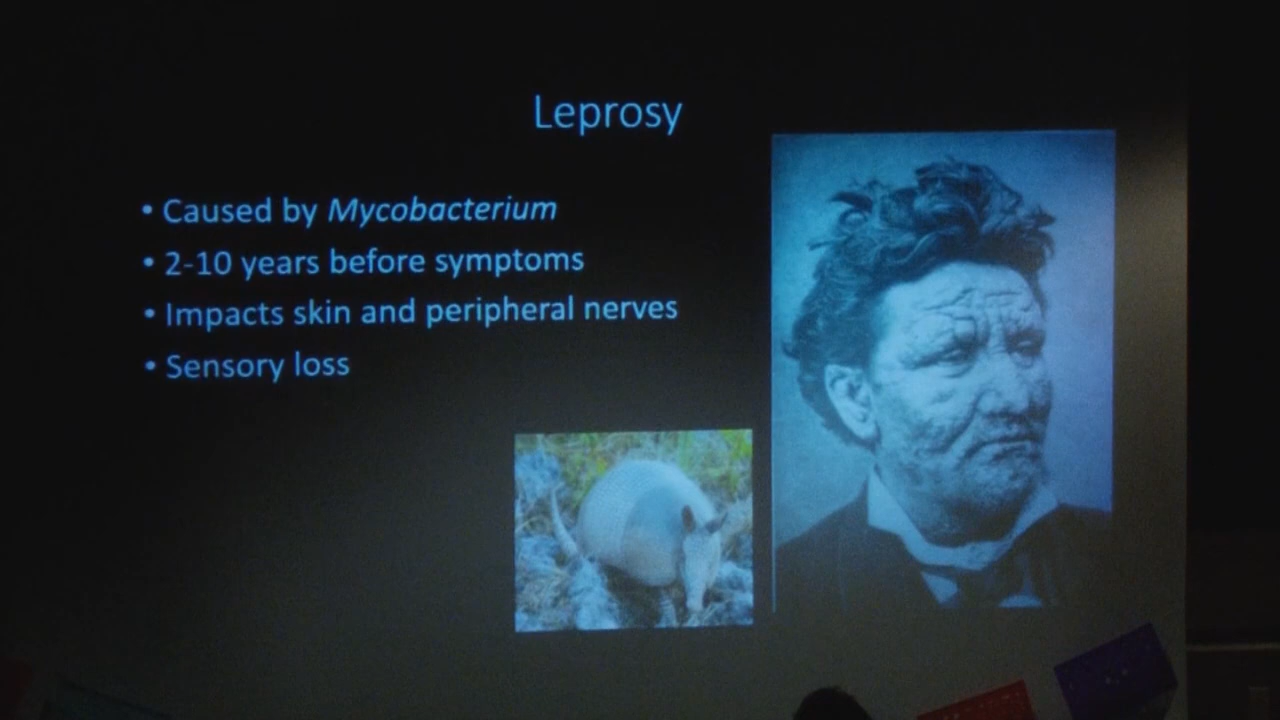 Leprosy
• Caused by Mycobacterium
• 2-10 years before symptoms
• Impacts skin and peripheral nerves
• Sensory loss